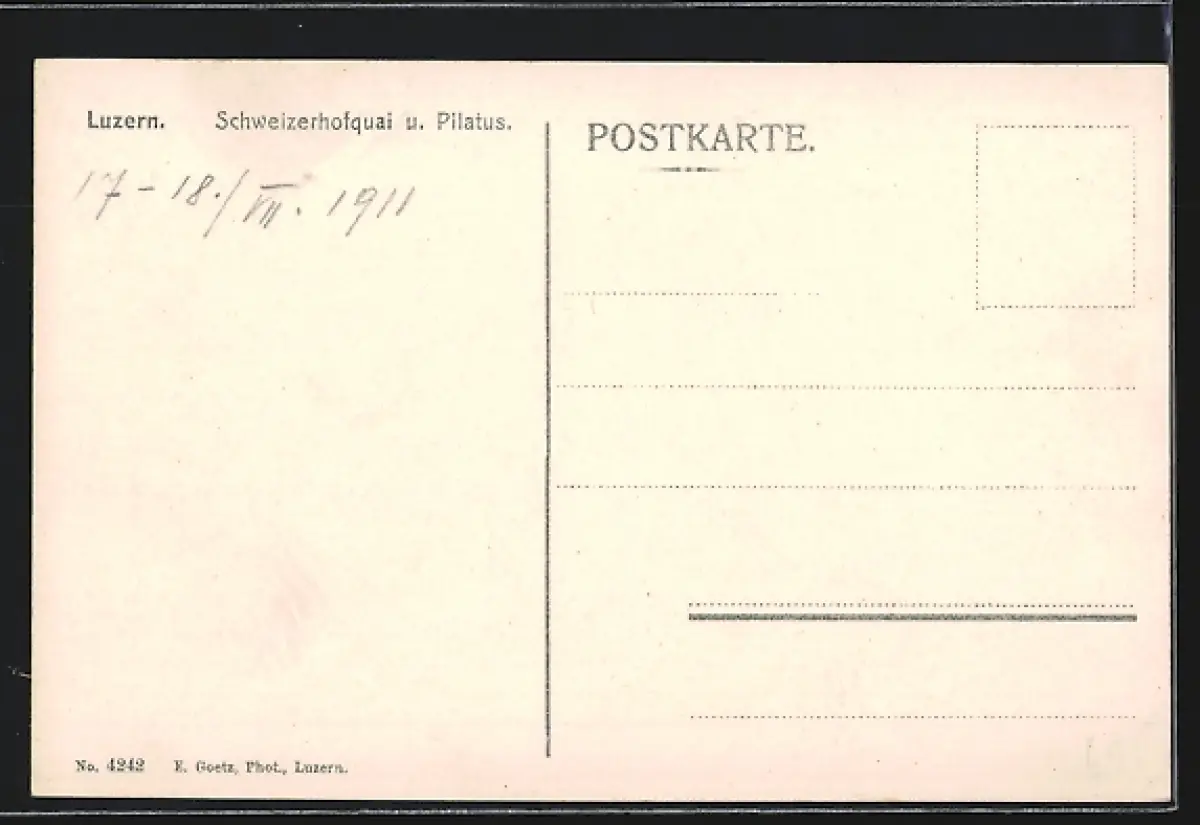 Luzern. Schweizerhofquai u. Pilatus.
17 - 18./VII. 1911
POSTKARTE.
No. 4242 E. Goetz, Phot., Luzern.